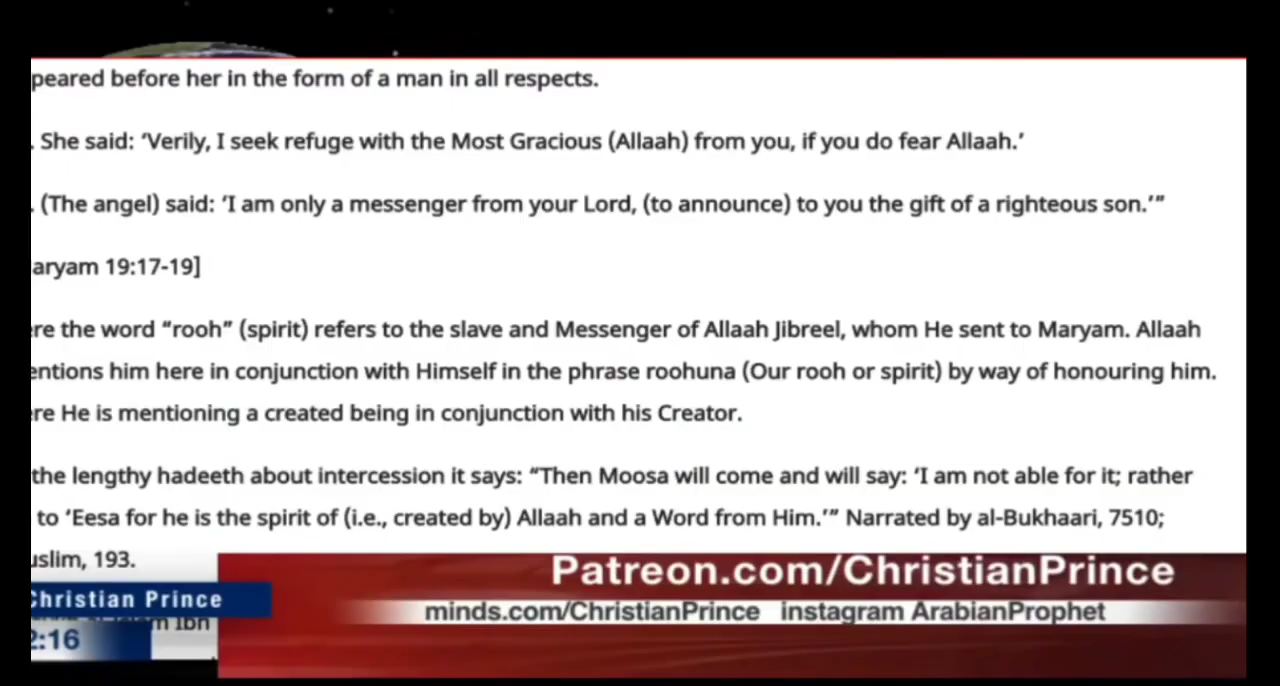 peared before her in the form of a man in all respects.
. She said: ‘Verily, I seek refuge with the Most Gracious (Allaah) from you, if you do fear Allaah.’
. (The angel) said: ‘I am only a messenger from your Lord, (to announce) to you the gift of a righteous son.’”
aryam 19:17-19]
re the word “rooh” (spirit) refers to the slave and Messenger of Allaah Jibreel, whom He sent to Maryam. Allaah
entions him here in conjunction with Himself in the phrase roohuna (Our rooh or spirit) by way of honouring him.
re He is mentioning a created being in conjunction with his Creator.
the lengthy hadeeth about intercession it says: “Then Moosa will come and will say: ‘I am not able for it; rather
to ‘Eesa for he is the spirit of (i.e., created by) Allaah and a Word from Him.’” Narrated by al-Bukhaari, 7510;
uslim, 193.
Patreon.com/ChristianPrince
Christian Prince
minds.com/ChristianPrince instagram ArabianProphet
m Ibn
2:16